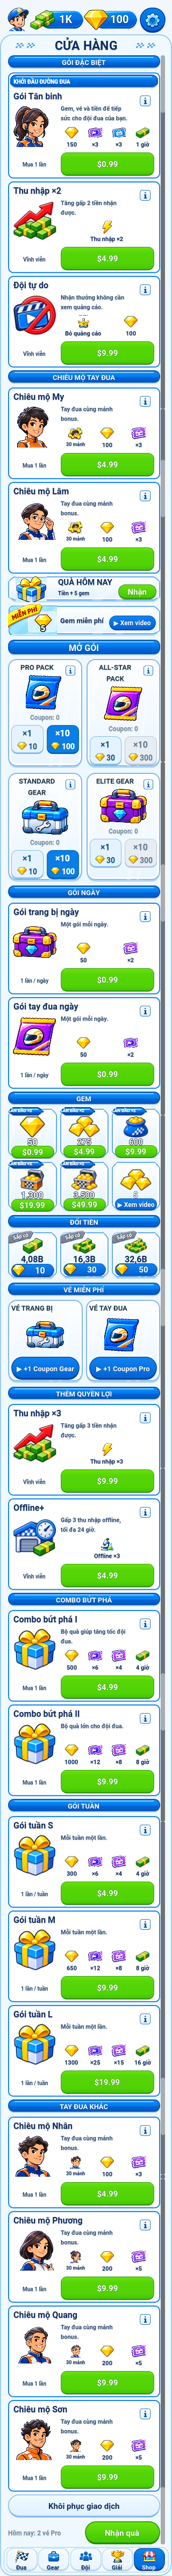 1K
100
CỬA HÀNG
GÓI ĐẶC BIỆT
KHỞI ĐẦU ĐƯỜNG ĐUA
Gói Tân binh
Gem, vé và tiền để tiếp
sức cho đội đua của bạn.
150 ×3 ×3 1 giờ
Mua 1 lần
$0.99
Thu nhập ×2
Tăng gấp 2 tiền nhận
được.
Thu nhập ×2
Vĩnh viễn
$4.99
Đội tự do
Nhận thưởng không cần
xem quảng cáo.
Bỏ quảng cáo 100
Vĩnh viễn
$9.99
CHIÊU MỘ TAY ĐUA
Chiêu mộ My
Tay đua cùng mảnh
bonus.
30 mảnh 100 ×3
Mua 1 lần
$4.99
Chiêu mộ Lâm
Tay đua cùng mảnh
bonus.
30 mảnh 100 ×3
Mua 1 lần
$4.99
QUÀ HÔM NAY
Tiền + 5 gem
Nhận
MIỄN PHÍ
5
Gem miễn phí
▶ Xem video
MỞ GÓI
PRO PACK
Coupon: 0
×1
10
×10
100
ALL-STAR
PACK
Coupon: 0
×1
30
×10
300
STANDARD
GEAR
Coupon: 0
×1
10
×10
100
ELITE GEAR
Coupon: 0
×1
30
×10
300
GÓI NGÀY
Gói trang bị ngày
Một gói mỗi ngày.
50 ×2
1 lần / ngày
$0.99
Gói tay đua ngày
Một gói mỗi ngày.
50 ×2
1 lần / ngày
$0.99
GEM
50
$0.99
275
$4.99
600
$9.99
1,300
$19.99
3,500
$49.99
5
▶ Xem video
ĐỔI TIỀN
4,08B
10
16,3B
30
32,6B
50
VÉ MIỄN PHÍ
VÉ TRANG BỊ
▶ +1 Coupon Gear
VÉ TAY ĐUA
▶ +1 Coupon Pro
THÊM QUYỀN LỢI
Thu nhập ×3
Tăng gấp 3 tiền nhận
được.
Thu nhập ×3
Vĩnh viễn
$9.99
Offline+
Gấp 3 thu nhập offline,
tối đa 24 giờ.
Offline ×3
Vĩnh viễn
$4.99
COMBO BỨT PHÁ
Combo bứt phá I
Bộ quà giúp tăng tốc đội
đua.
500 ×6 ×4 4 giờ
Mua 1 lần
$4.99
Combo bứt phá II
Bộ quà lớn cho đội đua.
1000 ×12 ×8 8 giờ
Mua 1 lần
$9.99
GÓI TUẦN
Gói tuần S
Mỗi tuần một lần.
300 ×6 ×4 4 giờ
1 lần / tuần
$4.99
Gói tuần M
Mỗi tuần một lần.
650 ×12 ×8 8 giờ
1 lần / tuần
$9.99
Gói tuần L
Mỗi tuần một lần.
1300 ×25 ×15 16 giờ
1 lần / tuần
$19.99
TAY ĐUA KHÁC
Chiêu mộ Nhân
Tay đua cùng mảnh
bonus.
30 mảnh 100 ×3
Mua 1 lần
$4.99
Chiêu mộ Phương
Tay đua cùng mảnh
bonus.
30 mảnh 200 ×5
Mua 1 lần
$9.99
Chiêu mộ Quang
Tay đua cùng mảnh
bonus.
30 mảnh 200 ×5
Mua 1 lần
$9.99
Chiêu mộ Sơn
Tay đua cùng mảnh
bonus.
30 mảnh 200 ×5
Mua 1 lần
$9.99
Khôi phục giao dịch
Hôm nay: 2 vé Pro
Nhận quà
Đua
Gear
Đội
Giải
Shop